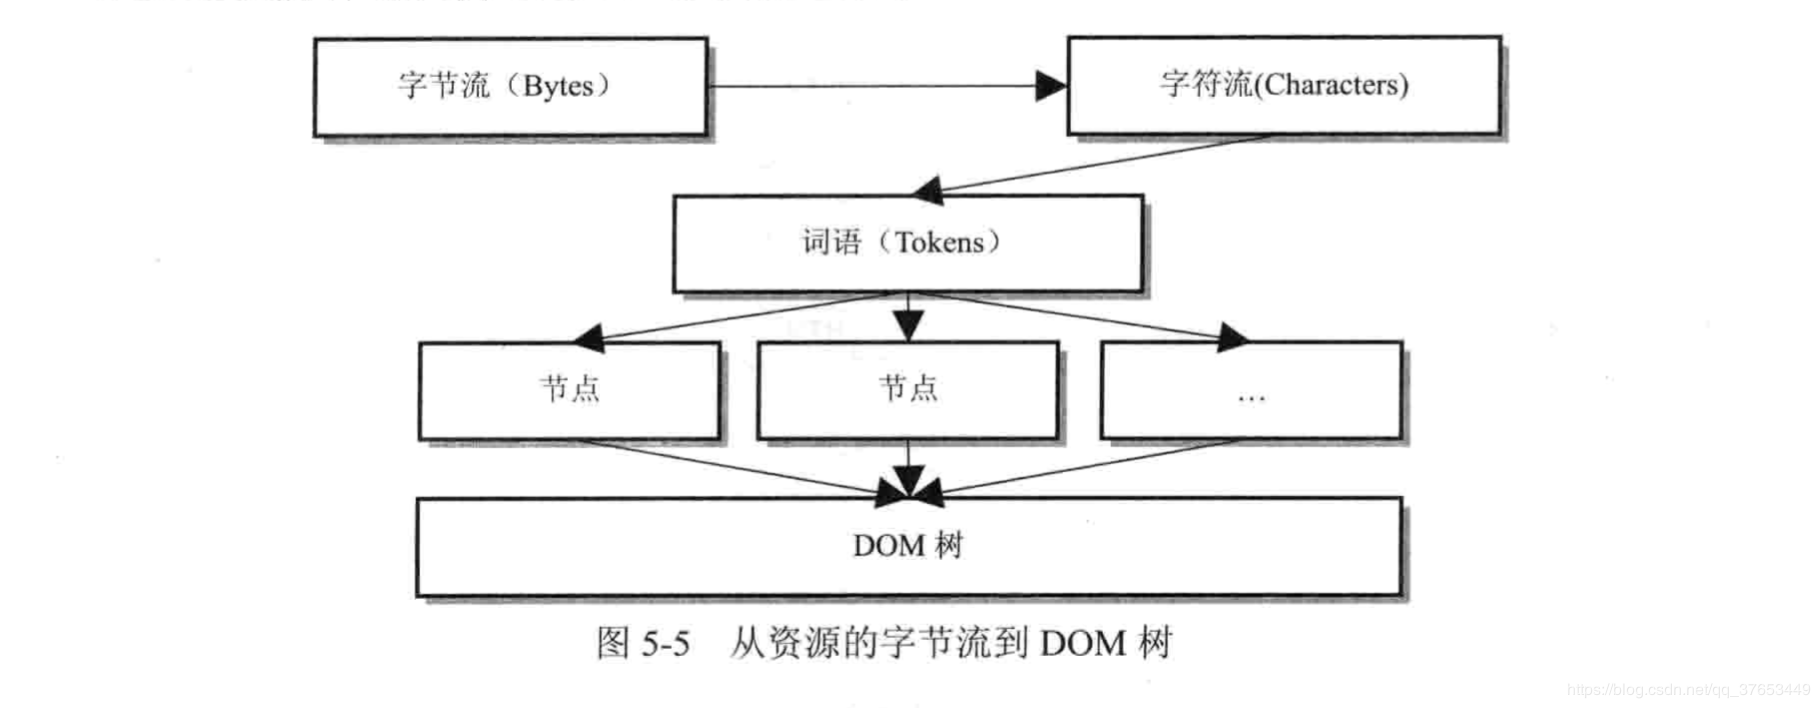 字节流（Bytes） 字符流(Characters)
词语（Tokens）
节点 节点 …
DOM 树
图 5-5 从资源的字节流到 DOM 树
https://blog.csdn.net/qq_37653449